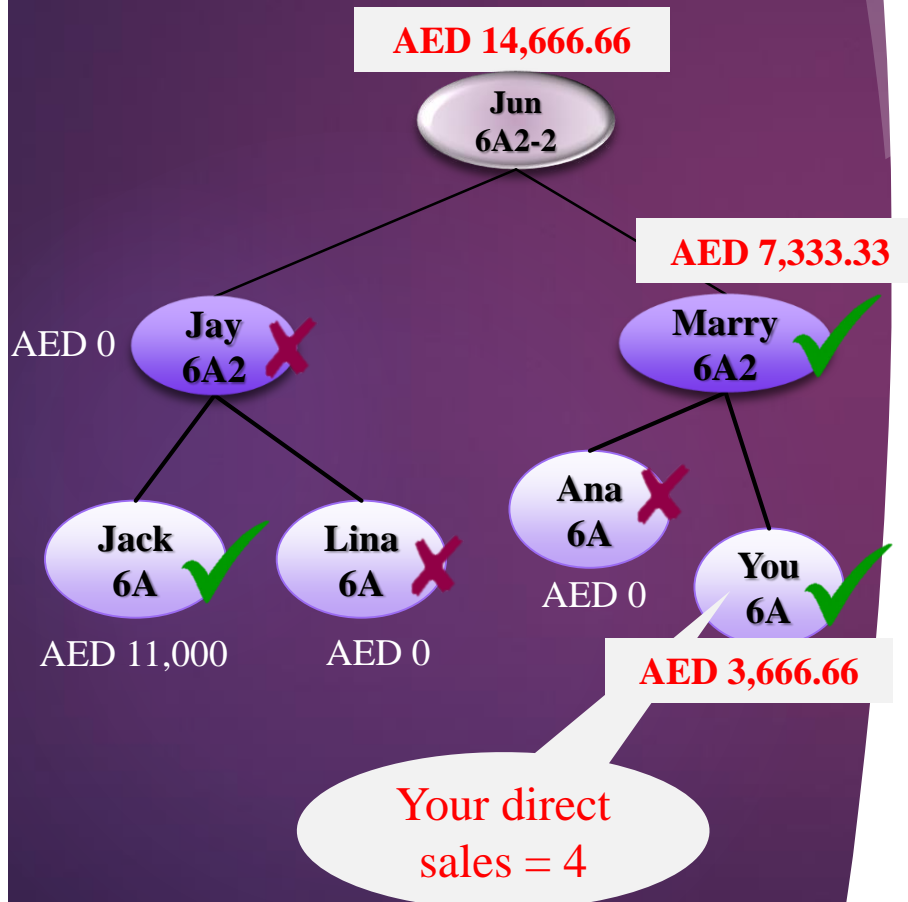 AED 14,666.66
Jun
6A2-2
AED 7,333.33
AED 0
Jay
6A2
Marry
6A2
Ana
6A
AED 0
Jack
6A
AED 11,000
Lina
6A
AED 0
You
6A
AED 3,666.66
Your direct
sales = 4